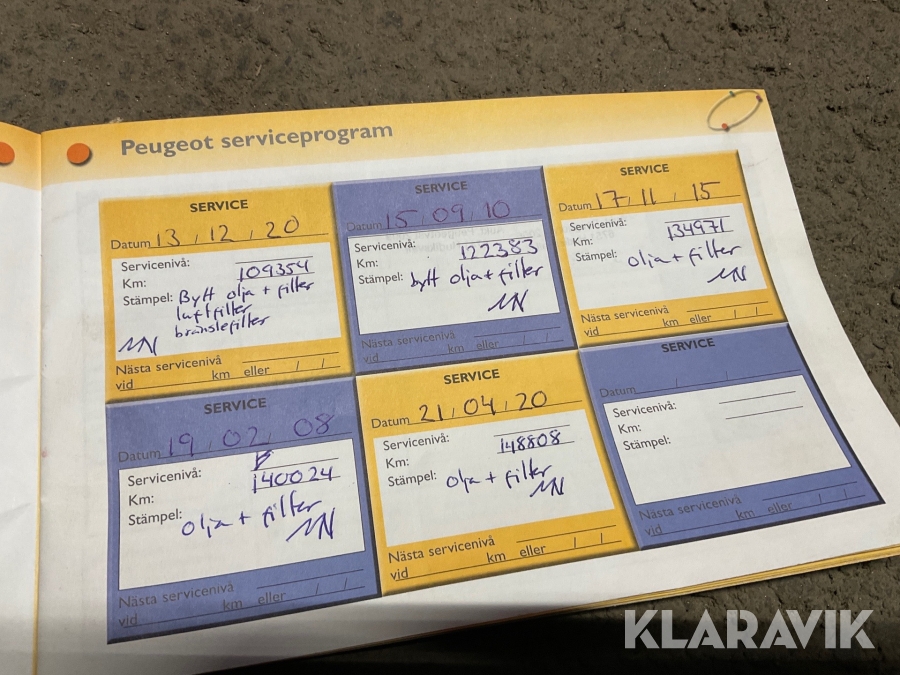 Peugeot serviceprogram
SERVICE
Datum 13 / 12 / 20
Servicenivå:
Km: 109354
Stämpel: Bytt olja + filter
luftfilter
bränslefilter
MN
Nästa servicenivå
vid km eller / /
SERVICE
Datum 15 / 09 / 10
Servicenivå:
Km: 122383
Stämpel: bytt olja + filter
MN
Nästa servicenivå
vid km eller / /
SERVICE
Datum 17 / 11 / 15
Servicenivå:
Km: 134971
Stämpel: olja + filter
MN
Nästa servicenivå
vid km eller / /
SERVICE
Datum 19 / 02 / 08
Servicenivå:
Km: 140024
Stämpel: olja + filter
MN
Nästa servicenivå
vid km eller / /
SERVICE
Datum 21 / 04 / 20
Servicenivå:
Km: 148808
Stämpel: olja + filter
MN
Nästa servicenivå
vid km eller / /
SERVICE
Datum / /
Servicenivå:
Km:
Stämpel:
Nästa servicenivå
vid km eller / /
KLARAVIK